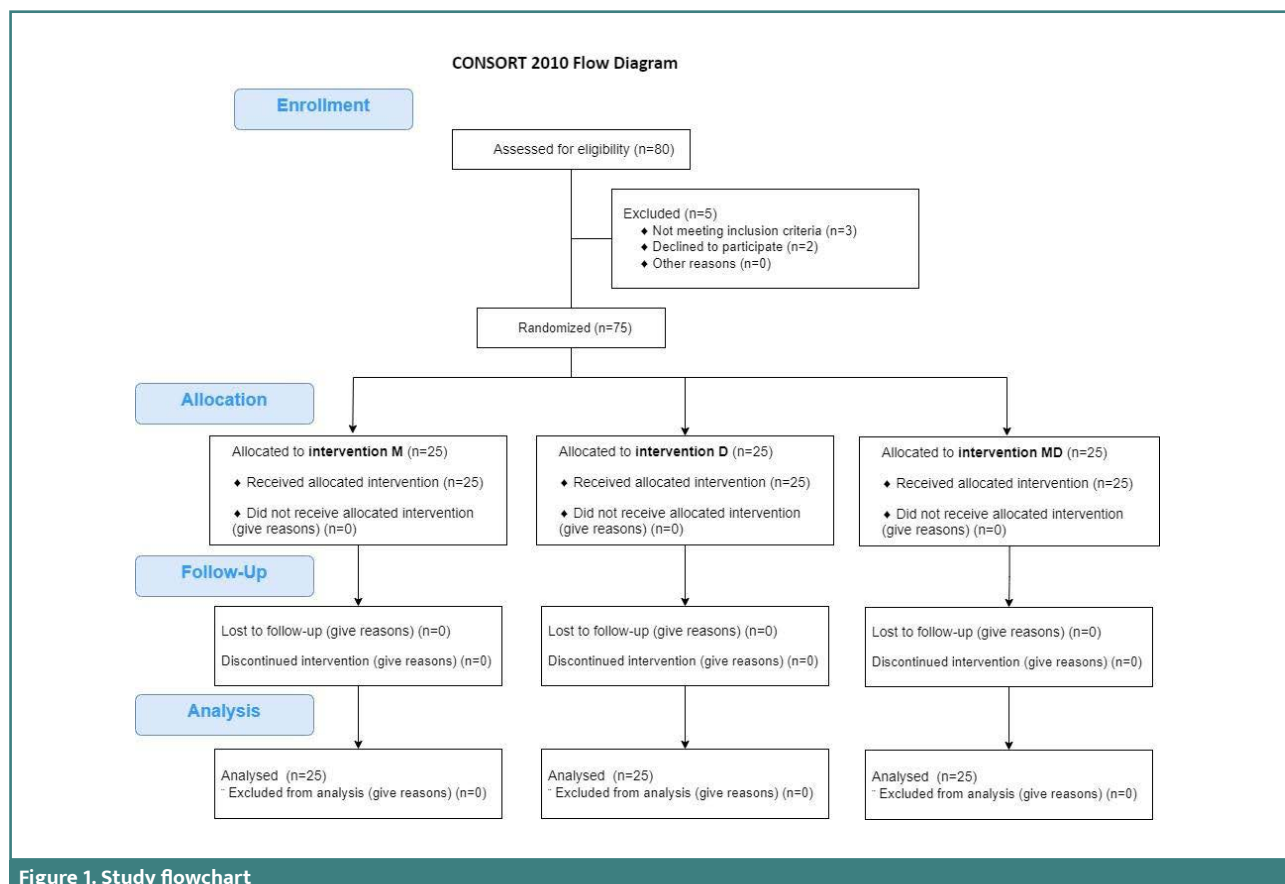 CONSORT 2010 Flow Diagram
Enrollment
Assessed for eligibility (n=80)
Excluded (n=5)
♦ Not meeting inclusion criteria (n=3)
♦ Declined to participate (n=2)
♦ Other reasons (n=0)
Randomized (n=75)
Allocation
Allocated to intervention M (n=25)
♦ Received allocated intervention (n=25)
♦ Did not receive allocated intervention
(give reasons) (n=0)
Allocated to intervention D (n=25)
♦ Received allocated intervention (n=25)
♦ Did not receive allocated intervention
(give reasons) (n=0)
Allocated to intervention MD (n=25)
♦ Received allocated intervention (n=25)
♦ Did not receive allocated intervention
(give reasons) (n=0)
Follow-Up
Lost to follow-up (give reasons) (n=0)
Discontinued intervention (give reasons) (n=0)
Lost to follow-up (give reasons) (n=0)
Discontinued intervention (give reasons) (n=0)
Lost to follow-up (give reasons) (n=0)
Discontinued intervention (give reasons) (n=0)
Analysis
Analysed (n=25)
¨ Excluded from analysis (give reasons) (n=0)
Analysed (n=25)
¨ Excluded from analysis (give reasons) (n=0)
Analysed (n=25)
¨ Excluded from analysis (give reasons) (n=0)
Figure 1. Study flowchart